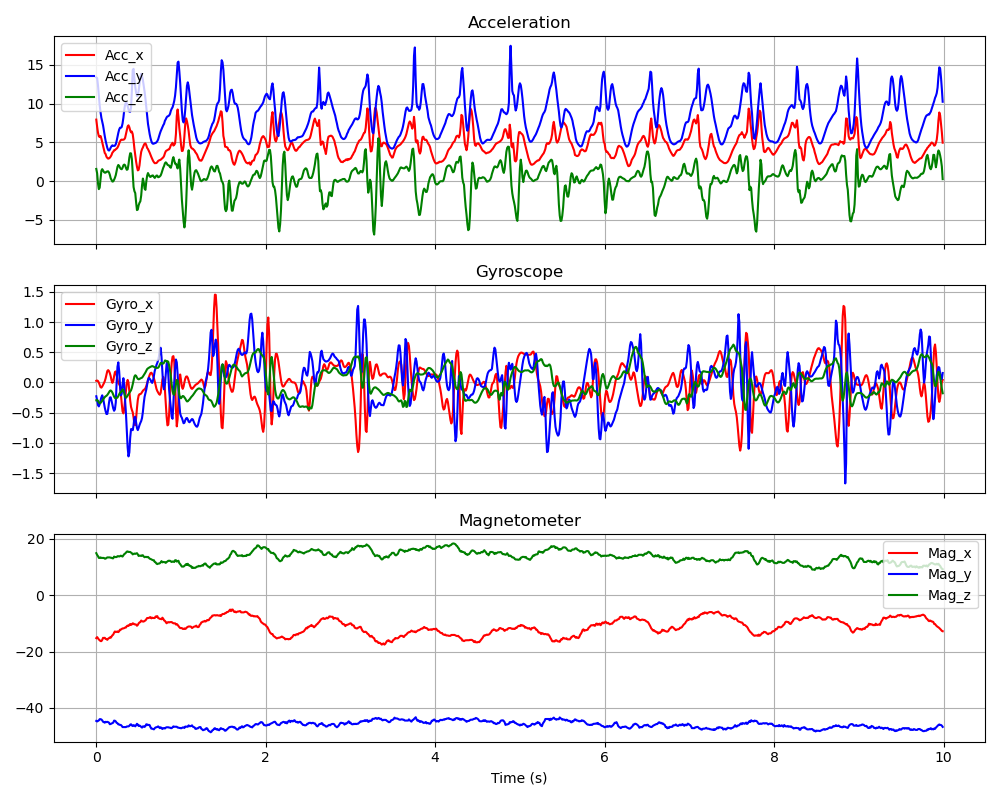 Acceleration
Acc_x
Acc_y
Acc_z
15
10
5
0
−5
Gyroscope
Gyro_x
Gyro_y
Gyro_z
1.5
1.0
0.5
0.0
−0.5
−1.0
−1.5
Magnetometer
Mag_x
Mag_y
Mag_z
20
0
−20
−40
0 2 4 6 8 10
Time (s)